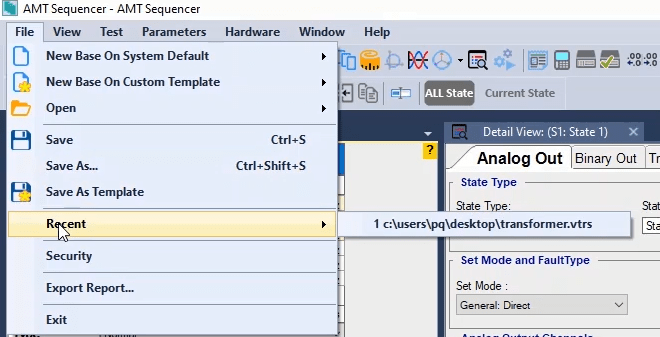 AMT Sequencer - AMT Sequencer
File View Test Parameters Hardware Window Help
New Base On System Default
New Base On Custom Template
Open
Save Ctrl+S
Save As... Ctrl+Shift+S
Save As Template
Recent
1 c:\users\pq\desktop\transformer.vtrs
Security
Export Report...
Exit
ALL State Current State
?
Detail View: (S1: State 1)
Analog Out Binary Out
State Type
State Type:
Set Mode and FaultType
Set Mode :
General: Direct